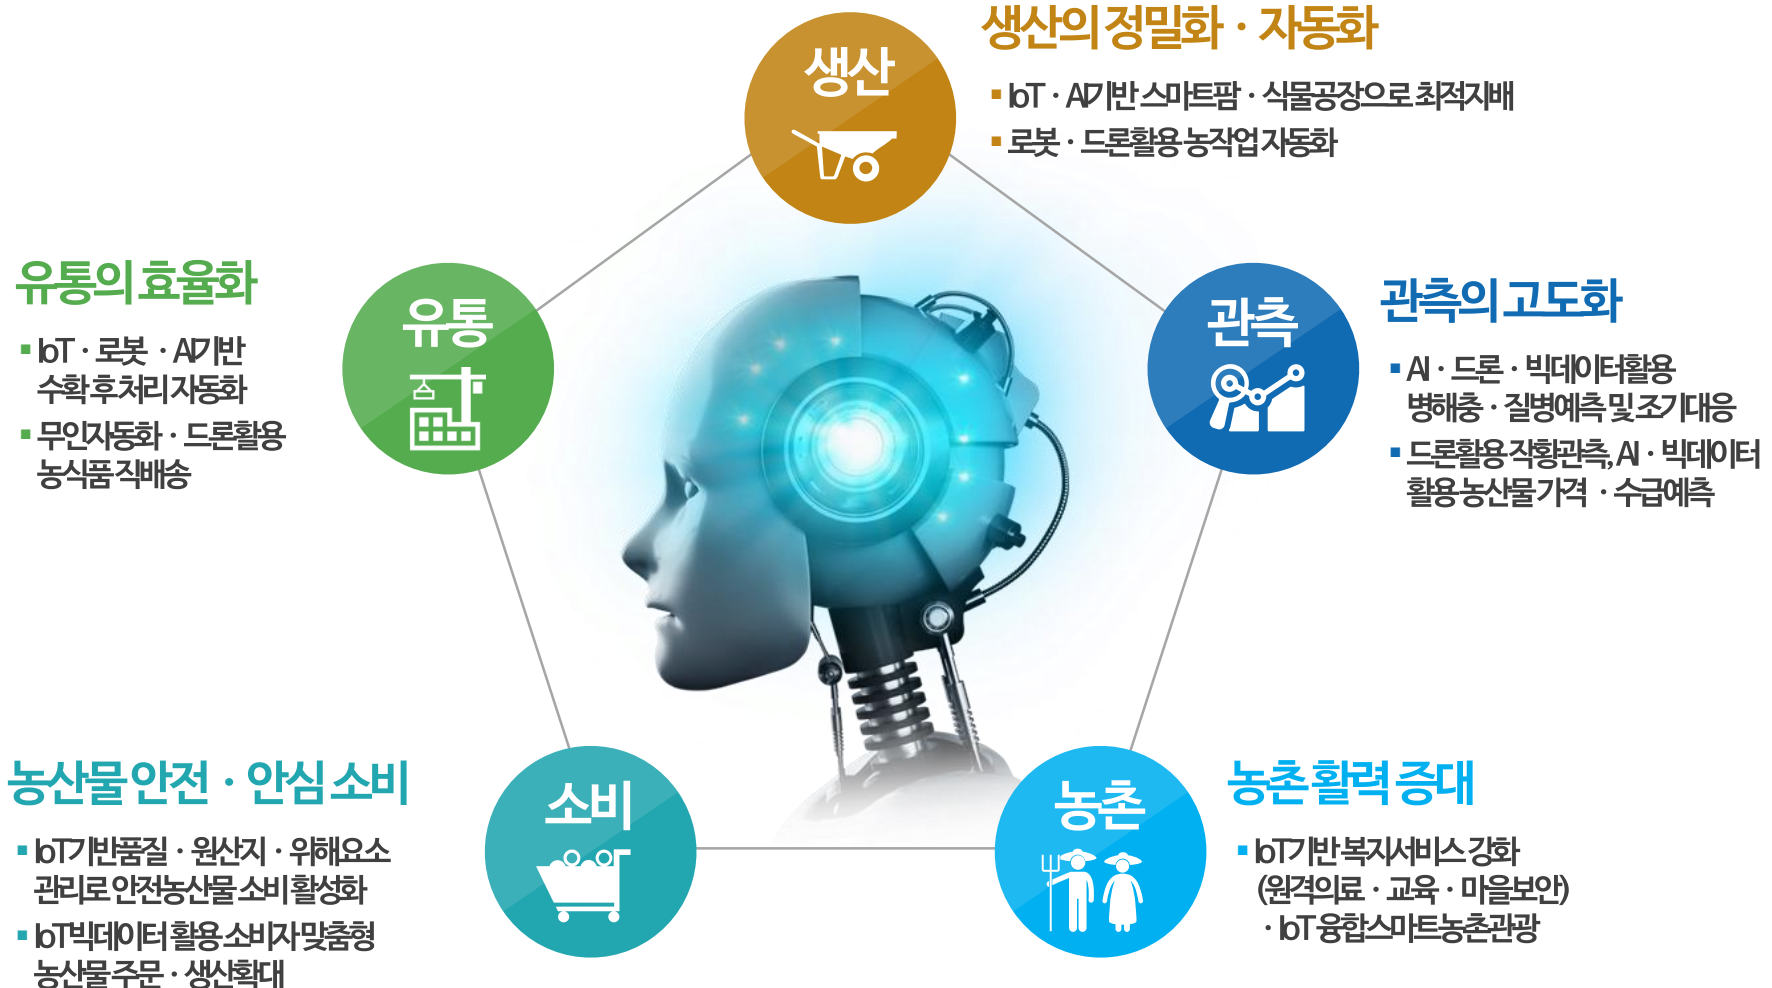 생산의 정밀화 · 자동화
생산
▪ IoT · AI기반 스마트팜 · 식물공장으로 최적재배
▪ 로봇 · 드론활용 농작업 자동화
유통의 효율화
유통
▪ IoT · 로봇 · AI기반
수확 후 처리 자동화
▪ 무인자동화 · 드론활용
농식품 직배송
관측의 고도화
관측
▪ AI · 드론 · 빅데이터활용
병해충 · 질병예측 및 조기대응
▪ 드론활용 작황관측, AI · 빅데이터
활용 농산물 가격 · 수급예측
농산물 안전 · 안심 소비
소비
▪ IoT기반품질 · 원산지 · 위해요소
관리로 안전농산물 소비 활성화
▪ IoT빅데이터 활용 소비자 맞춤형
농산물 주문 · 생산확대
농촌 활력 증대
농촌
▪ IoT기반 복지서비스 강화
(원격의료 · 교육 · 마을보안)
· IoT 융합스마트농촌관광